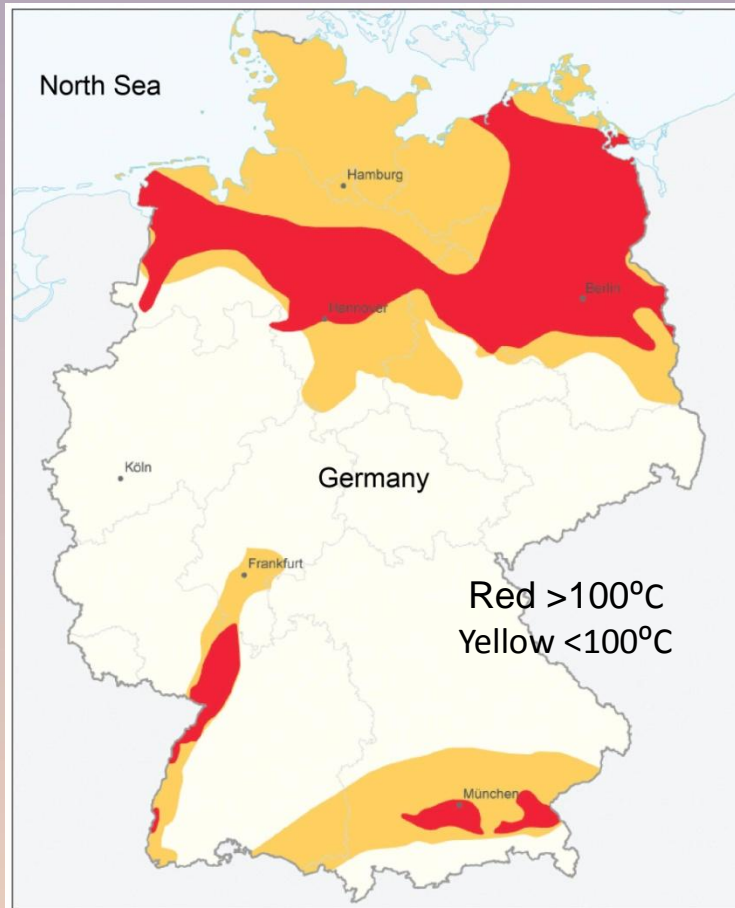 North Sea
Hamburg
Berlin
Hannover
Köln
Germany
Frankfurt
Red >100ºC
Yellow <100ºC
München